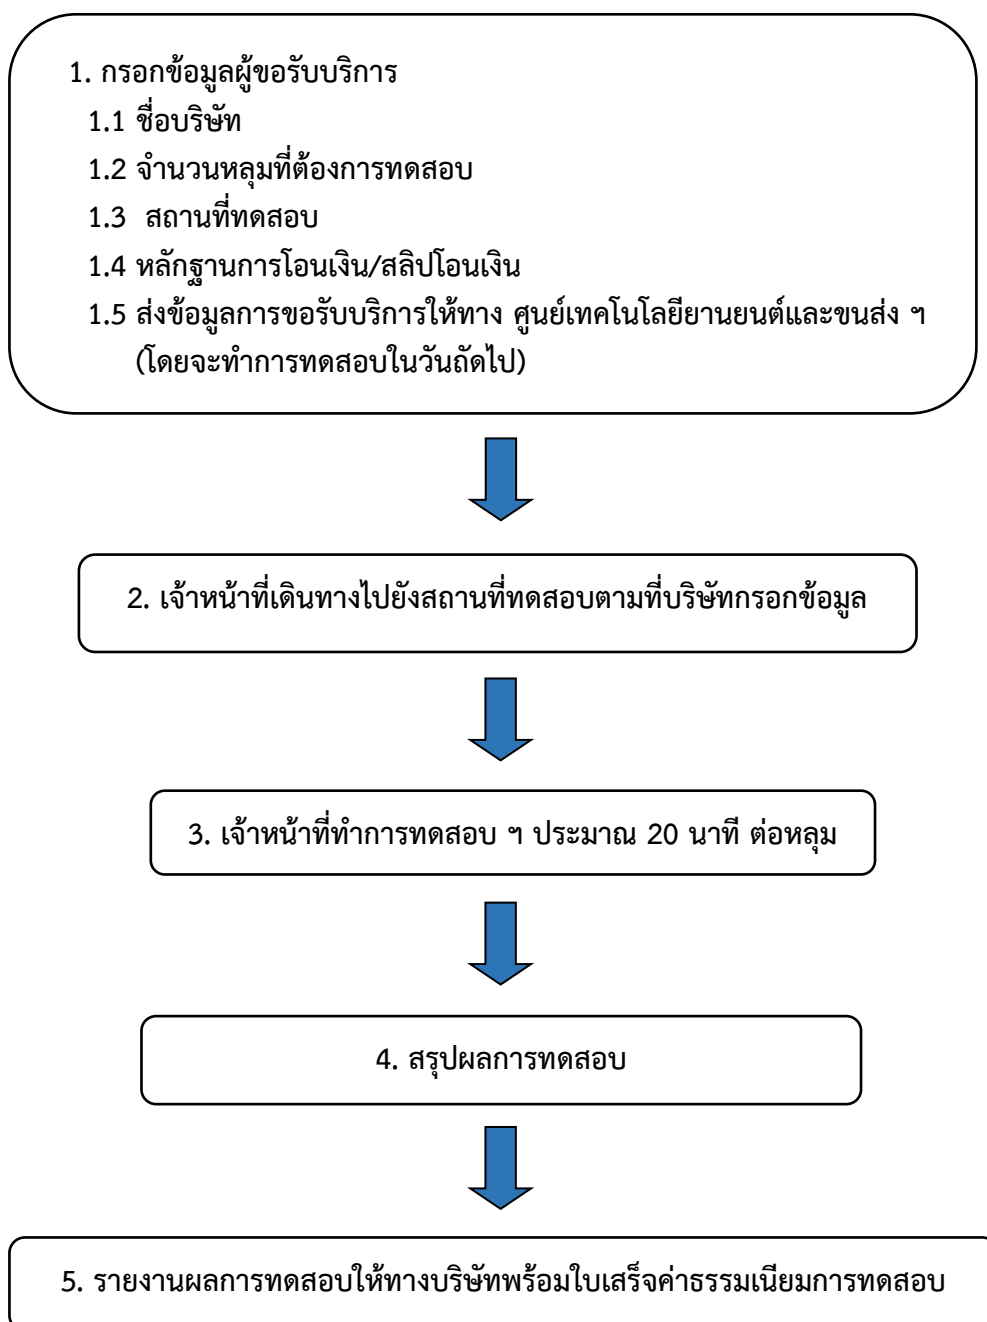 1. กรอกข้อมูลผู้ขอรับบริการ
1.1 ชื่อบริษัท
1.2 จำนวนหลุมที่ต้องการทดสอบ
1.3 สถานที่ทดสอบ
1.4 หลักฐานการโอนเงิน/สลิปโอนเงิน
1.5 ส่งข้อมูลการขอรับบริการให้ทาง ศูนย์เทคโนโลยียานยนต์และขนส่ง ฯ
(โดยจะทำการทดสอบในวันถัดไป)
2. เจ้าหน้าที่เดินทางไปยังสถานที่ทดสอบตามที่บริษัทกรอกข้อมูล
3. เจ้าหน้าที่ทำการทดสอบ ฯ ประมาณ 20 นาที ต่อหลุม
4. สรุปผลการทดสอบ
5. รายงานผลการทดสอบให้ทางบริษัทพร้อมใบเสร็จค่าธรรมเนียมการทดสอบ